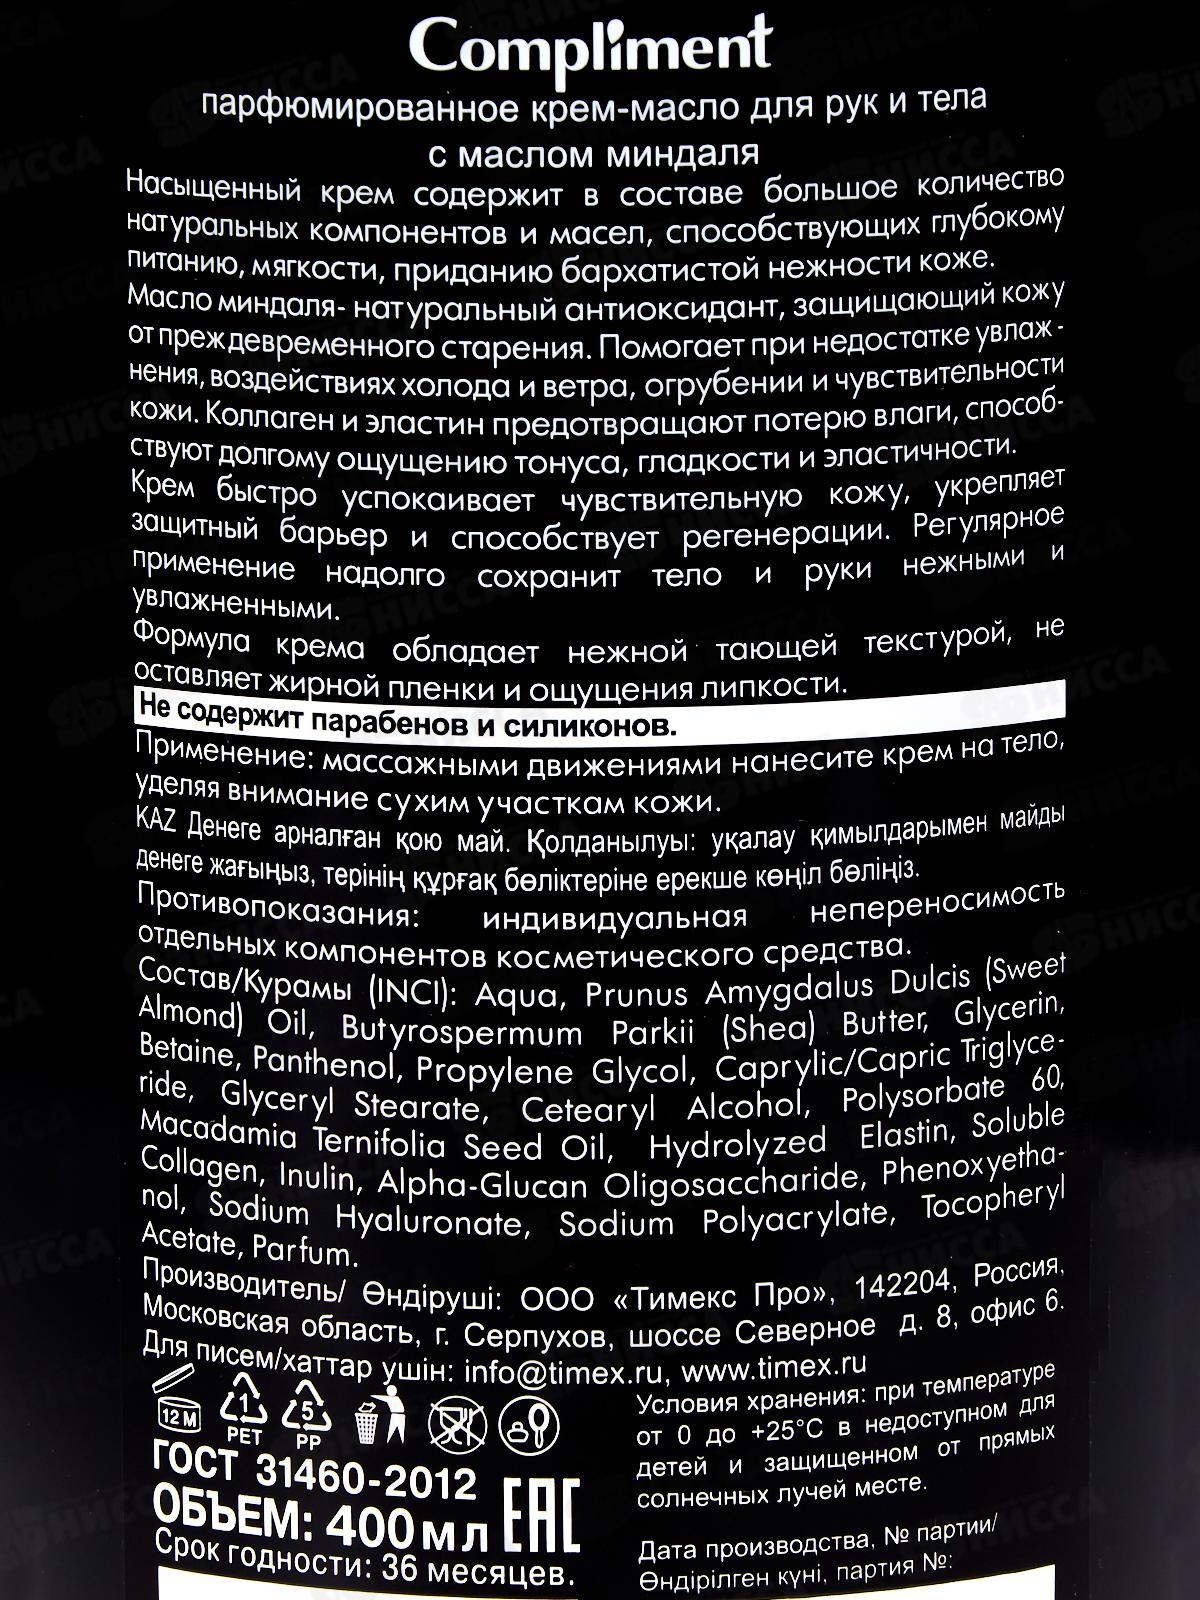 Compliment
парфюмированное крем-масло для рук и тела
с маслом миндаля
Насыщенный крем содержит в составе большое количество
натуральных компонентов и масел, способствующих глубокому
питанию, мягкости, приданию бархатистой нежности коже.
Масло миндаля- натуральный антиоксидант, защищающий кожу
от преждевременного старения. Помогает при недостатке увлаж-
нения, воздействиях холода и ветра, огрубении и чувствительности
кожи. Коллаген и эластин предотвращают потерю влаги, способ-
ствуют долгому ощущению тонуса, гладкости и эластичности.
Крем быстро успокаивает чувствительную кожу, укрепляет
защитный барьер и способствует регенерации. Регулярное
применение надолго сохранит тело и руки нежными и
увлажненными.
Формула крема обладает нежной тающей текстурой, не
оставляет жирной пленки и ощущения липкости.
Не содержит парабенов и силиконов.
Применение: массажными движениями нанесите крем на тело,
уделяя внимание сухим участкам кожи.
KAZ Денеге арналған қою май. Қолданылуы: уқалау қимылдарымен майды
денеге жағыңыз, терінің құрғақ бөліктеріне ерекше көңіл бөліңіз.
Противопоказания: индивидуальная непереносимость
отдельных компонентов косметического средства.
Состав/Курамы (INCI): Aqua, Prunus Amygdalus Dulcis (Sweet
Almond) Oil, Butyrospermum Parkii (Shea) Butter, Glycerin,
Betaine, Panthenol, Propylene Glycol, Caprylic/Capric Triglyce-
ride, Glyceryl Stearate, Cetearyl Alcohol, Polysorbate 60,
Macadamia Ternifolia Seed Oil, Hydrolyzed Elastin, Soluble
Collagen, Inulin, Alpha-Glucan Oligosaccharide, Phenoxyetha-
nol, Sodium Hyaluronate, Sodium Polyacrylate, Tocopheryl
Acetate, Parfum.
Производитель/ Өндіруші: ООО «Тимекс Про», 142204, Россия,
Московская область, г. Серпухов, шоссе Северное д. 8, офис 6.
Для писем/хаттар үшін: info@timex.ru, www.timex.ru
12 M
1
PET
5
PP
ГОСТ 31460-2012
ОБЪЕМ: 400 мл EAC
Срок годности: 36 месяцев.
Условия хранения: при температуре
от 0 до +25°С в недоступном для
детей и защищенном от прямых
солнечных лучей месте.
Дата производства, № партии/
Өндірілген күні, партия №: